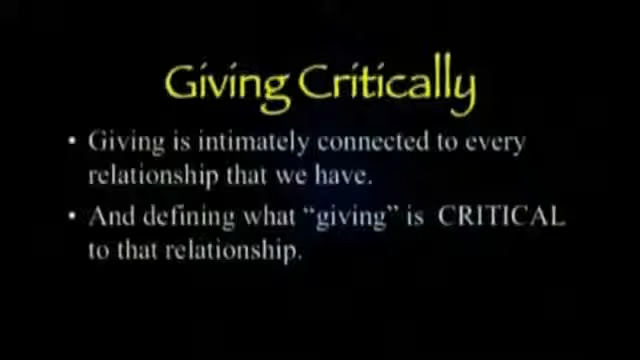 Giving Critically
• Giving is intimately connected to every
relationship that we have.
• And defining what “giving” is CRITICAL
to that relationship.